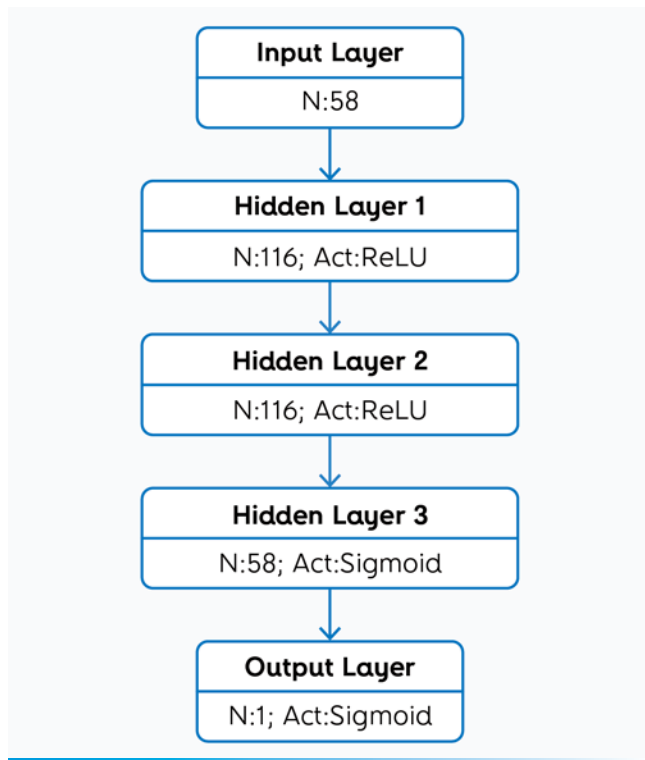 Input Layer
N:58
Hidden Layer 1
N:116; Act:ReLU
Hidden Layer 2
N:116; Act:ReLU
Hidden Layer 3
N:58; Act:Sigmoid
Output Layer
N:1; Act:Sigmoid